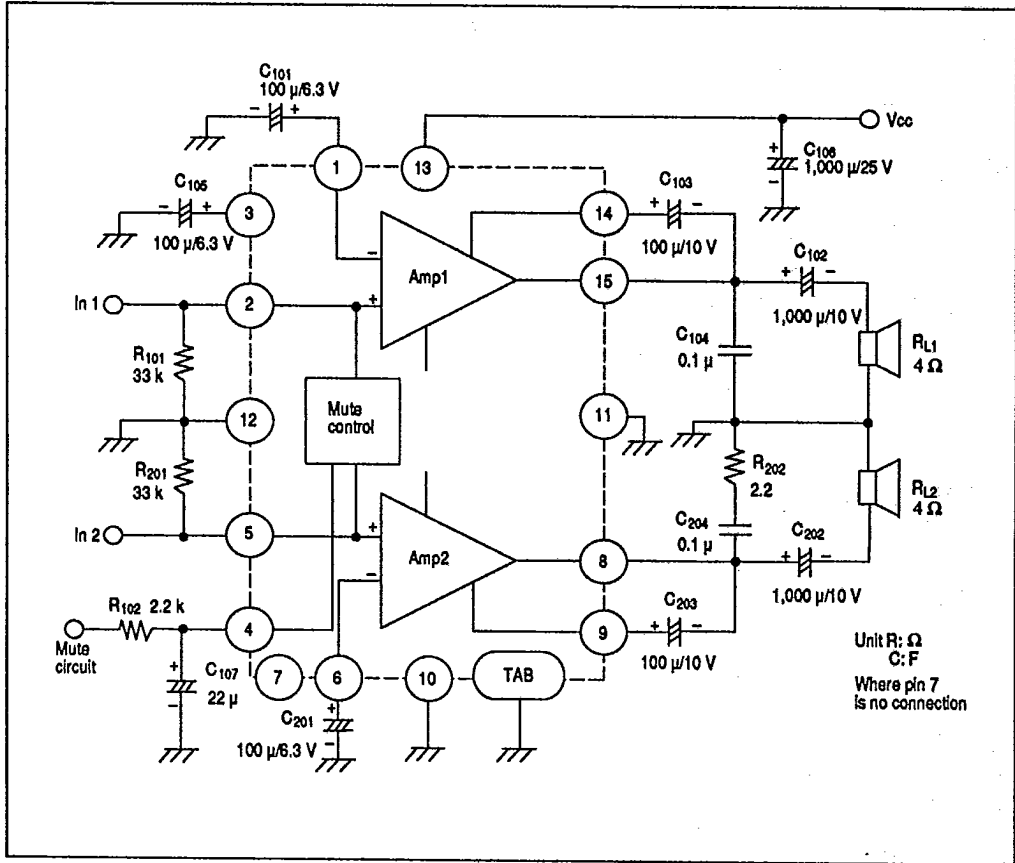 C101
100 μ/6.3 V
- +
Vcc
1
13
+
C106
1,000 μ/25 V
-
C105
- +
3
100 μ/6.3 V
C103
14
+ -
100 μ/10 V
-
Amp1
+
15
C102
+ -
1,000 μ/10 V
In 1
2
R101
33 k
C104
0.1 μ
RL1
4 Ω
Mute
control
12
11
R201
33 k
R202
2.2
RL2
4 Ω
In 2
5
+
Amp2
-
C204
0.1 μ
8
C202
+ -
1,000 μ/10 V
R102 2.2 k
Mute
circuit
4
9
C203
+ -
100 μ/10 V
+
C107
22 μ
-
7
6
10
TAB
+
C201
-
100 μ/6.3 V
Unit R: Ω
C: F
Where pin 7
is no connection